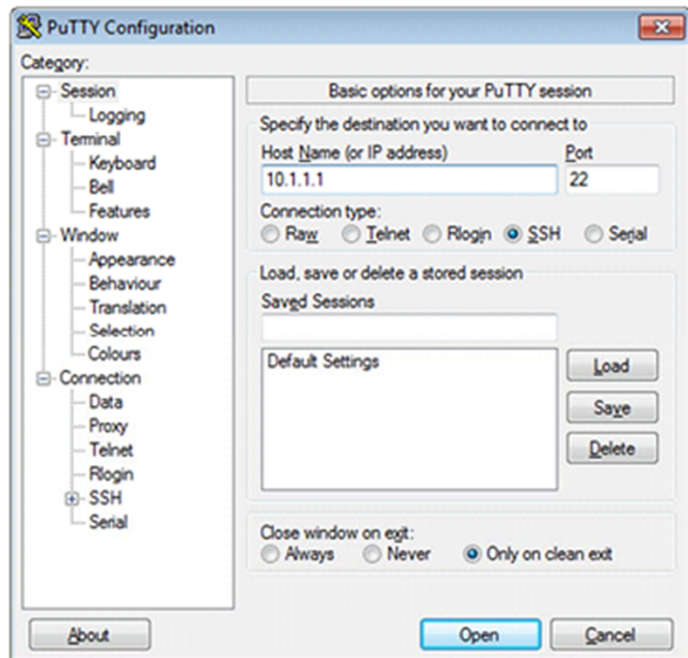 PuTTY Configuration
Category:
Session
Logging
Terminal
Keyboard
Bell
Features
Window
Appearance
Behaviour
Translation
Selection
Colours
Connection
Data
Proxy
Telnet
Rlogin
SSH
Serial
Basic options for your PuTTY session
Specify the destination you want to connect to
Host Name (or IP address) Port
10.1.1.1 22
Connection type:
Raw Telnet Rlogin SSH Serial
Load, save or delete a stored session
Saved Sessions
Default Settings
Load
Save
Delete
Close window on exit:
Always Never Only on clean exit
About Open Cancel